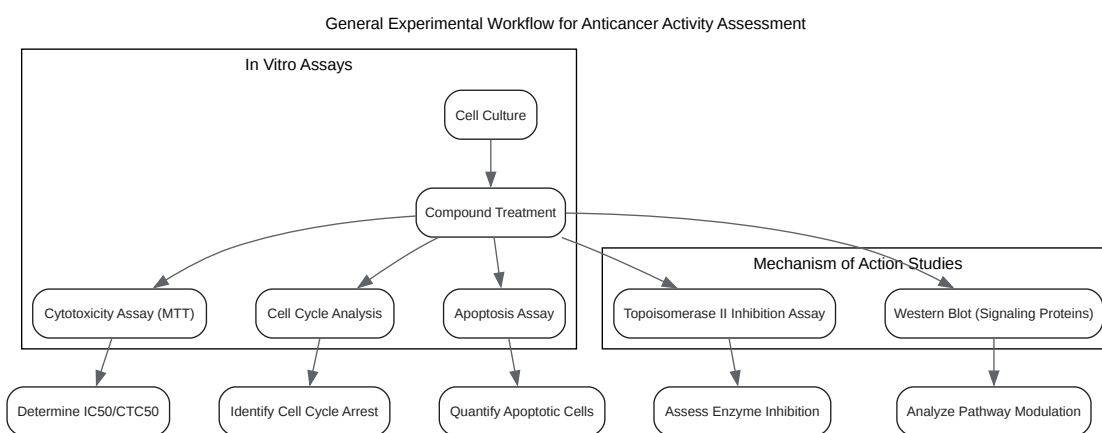 General Experimental Workflow for Anticancer Activity Assessment
In Vitro Assays
Cell Culture
Compound Treatment
Mechanism of Action Studies
Cytotoxicity Assay (MTT)
Cell Cycle Analysis
Apoptosis Assay
Topoisomerase II Inhibition Assay
Western Blot (Signaling Proteins)
Determine IC50/CTC50
Identify Cell Cycle Arrest
Quantify Apoptotic Cells
Assess Enzyme Inhibition
Analyze Pathway Modulation